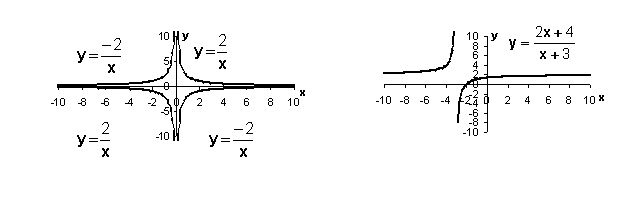 y = -2/x
y = 2/x
y
10
5
0
-5
-10
-10 -8 -6 -4 -2 0 2 4 6 8 10 x
y = 2/x
y = -2/x
y = 2x + 4 / x + 3
y
10
8
6
4
2
0
-2
-4
-6
-8
-10
-10 -8 -6 -4 -2 0 2 4 6 8 10 x